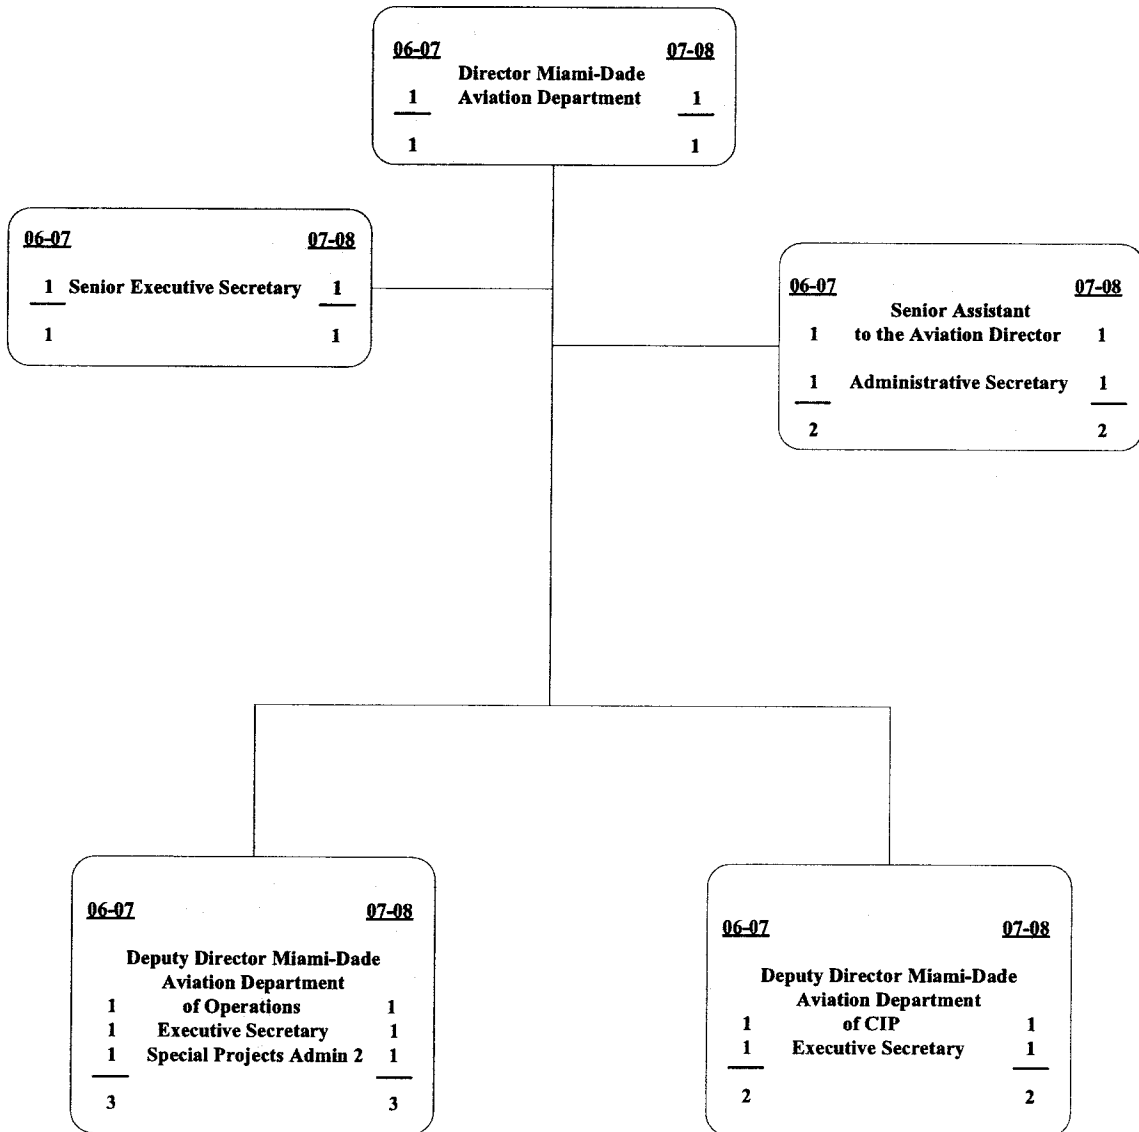 06-07 07-08
Director Miami-Dade
1 Aviation Department 1
1 1
06-07 07-08
1 Senior Executive Secretary 1
1 1
06-07 07-08
Senior Assistant
1 to the Aviation Director 1
1 Administrative Secretary 1
2 2
06-07 07-08
Deputy Director Miami-Dade
Aviation Department
1 of Operations 1
1 Executive Secretary 1
1 Special Projects Admin 2 1
3 3
06-07 07-08
Deputy Director Miami-Dade
Aviation Department
1 of CIP 1
1 Executive Secretary 1
2 2